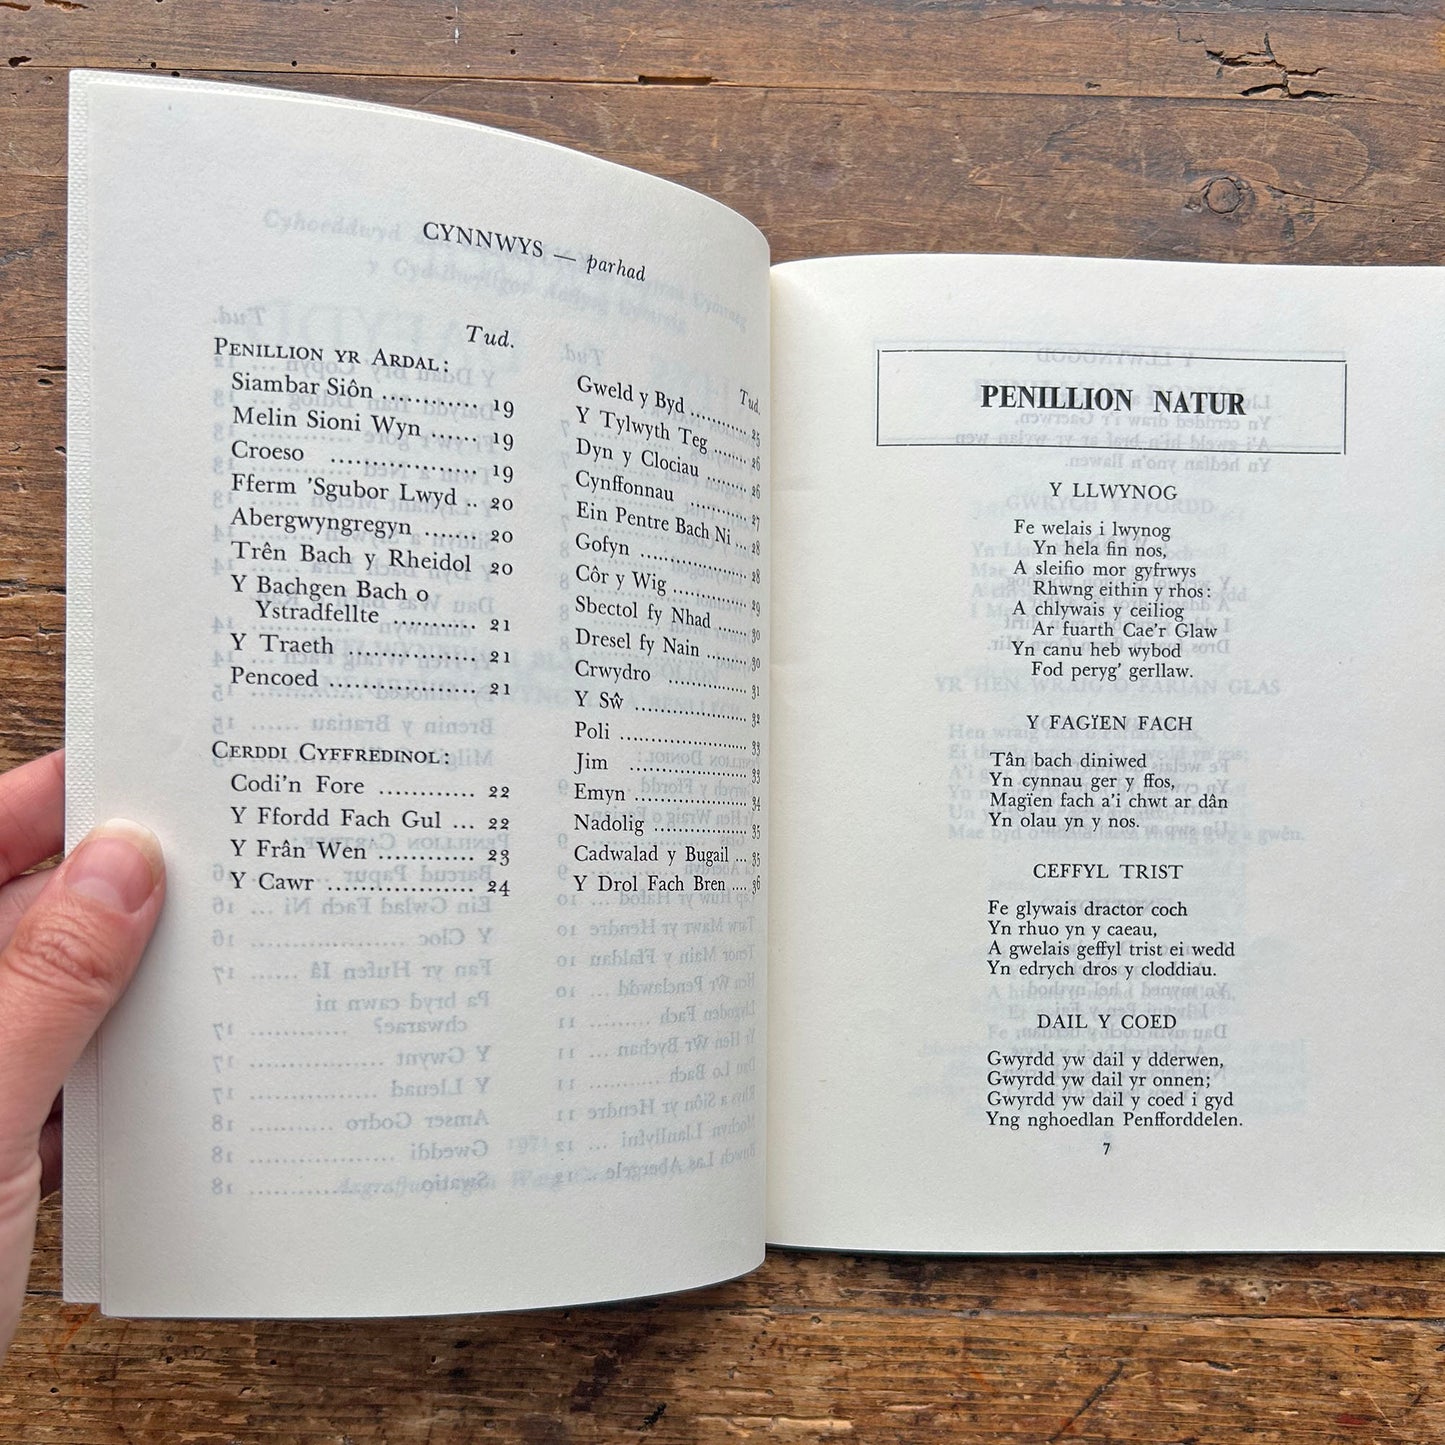 CYNNWYS — parhad
Tud.
PENILLION YR ARDAL:
Siambar Siôn ............ 19
Melin Sioni Wyn ...... 19
Croeso .................. 19
Fferm 'Sgubor Lwyd .. 20
Abergwyngregyn ....... 20
Trên Bach y Rheidol 20
Y Bachgen Bach o
Ystradfellte .......... 21
Y Traeth ................ 21
Pencoed .................. 21
CERDDI CYFFREDINOL:
Codi'n Fore ............ 22
Y Ffordd Fach Gul ... 22
Y Frân Wen ............ 23
Y Cawr .................. 24
Tud.
Gweld y Byd .......... 25
Y Tylwyth Teg ....... 26
Dyn y Clociau ........ 26
Cynffonnau ............ 27
Ein Pentre Bach Ni ... 28
Gofyn .................. 28
Côr y Wig ............. 29
Sbectol fy Nhad ...... 30
Dresel fy Nain ........ 30
Crwydro ............... 31
Y Sŵ ................... 32
Poli ..................... 33
Jim ..................... 33
Emyn .................. 34
Nadolig ............... 35
Cadwalad y Bugail ... 35
Y Drol Fach Bren .... 36
PENILLION NATUR
Y LLWYNOG
Fe welais i lwynog
Yn hela fin nos,
A sleifio mor gyfrwys
Rhwng eithin y rhos:
A chlywais y ceiliog
Ar fuarth Cae'r Glaw
Yn canu heb wybod
Fod peryg' gerllaw.
Y FAGÏEN FACH
Tân bach diniwed
Yn cynnau ger y ffos,
Magïen fach a'i chwt ar dân
Yn olau yn y nos.
CEFFYL TRIST
Fe glywais dractor coch
Yn rhuo yn y caeau,
A gwelais geffyl trist ei wedd
Yn edrych dros y cloddiau.
DAIL Y COED
Gwyrdd yw dail y dderwen,
Gwyrdd yw dail yr onnen;
Gwyrdd yw dail y coed i gyd
Yng nghoedlan Penfforddelen.
7